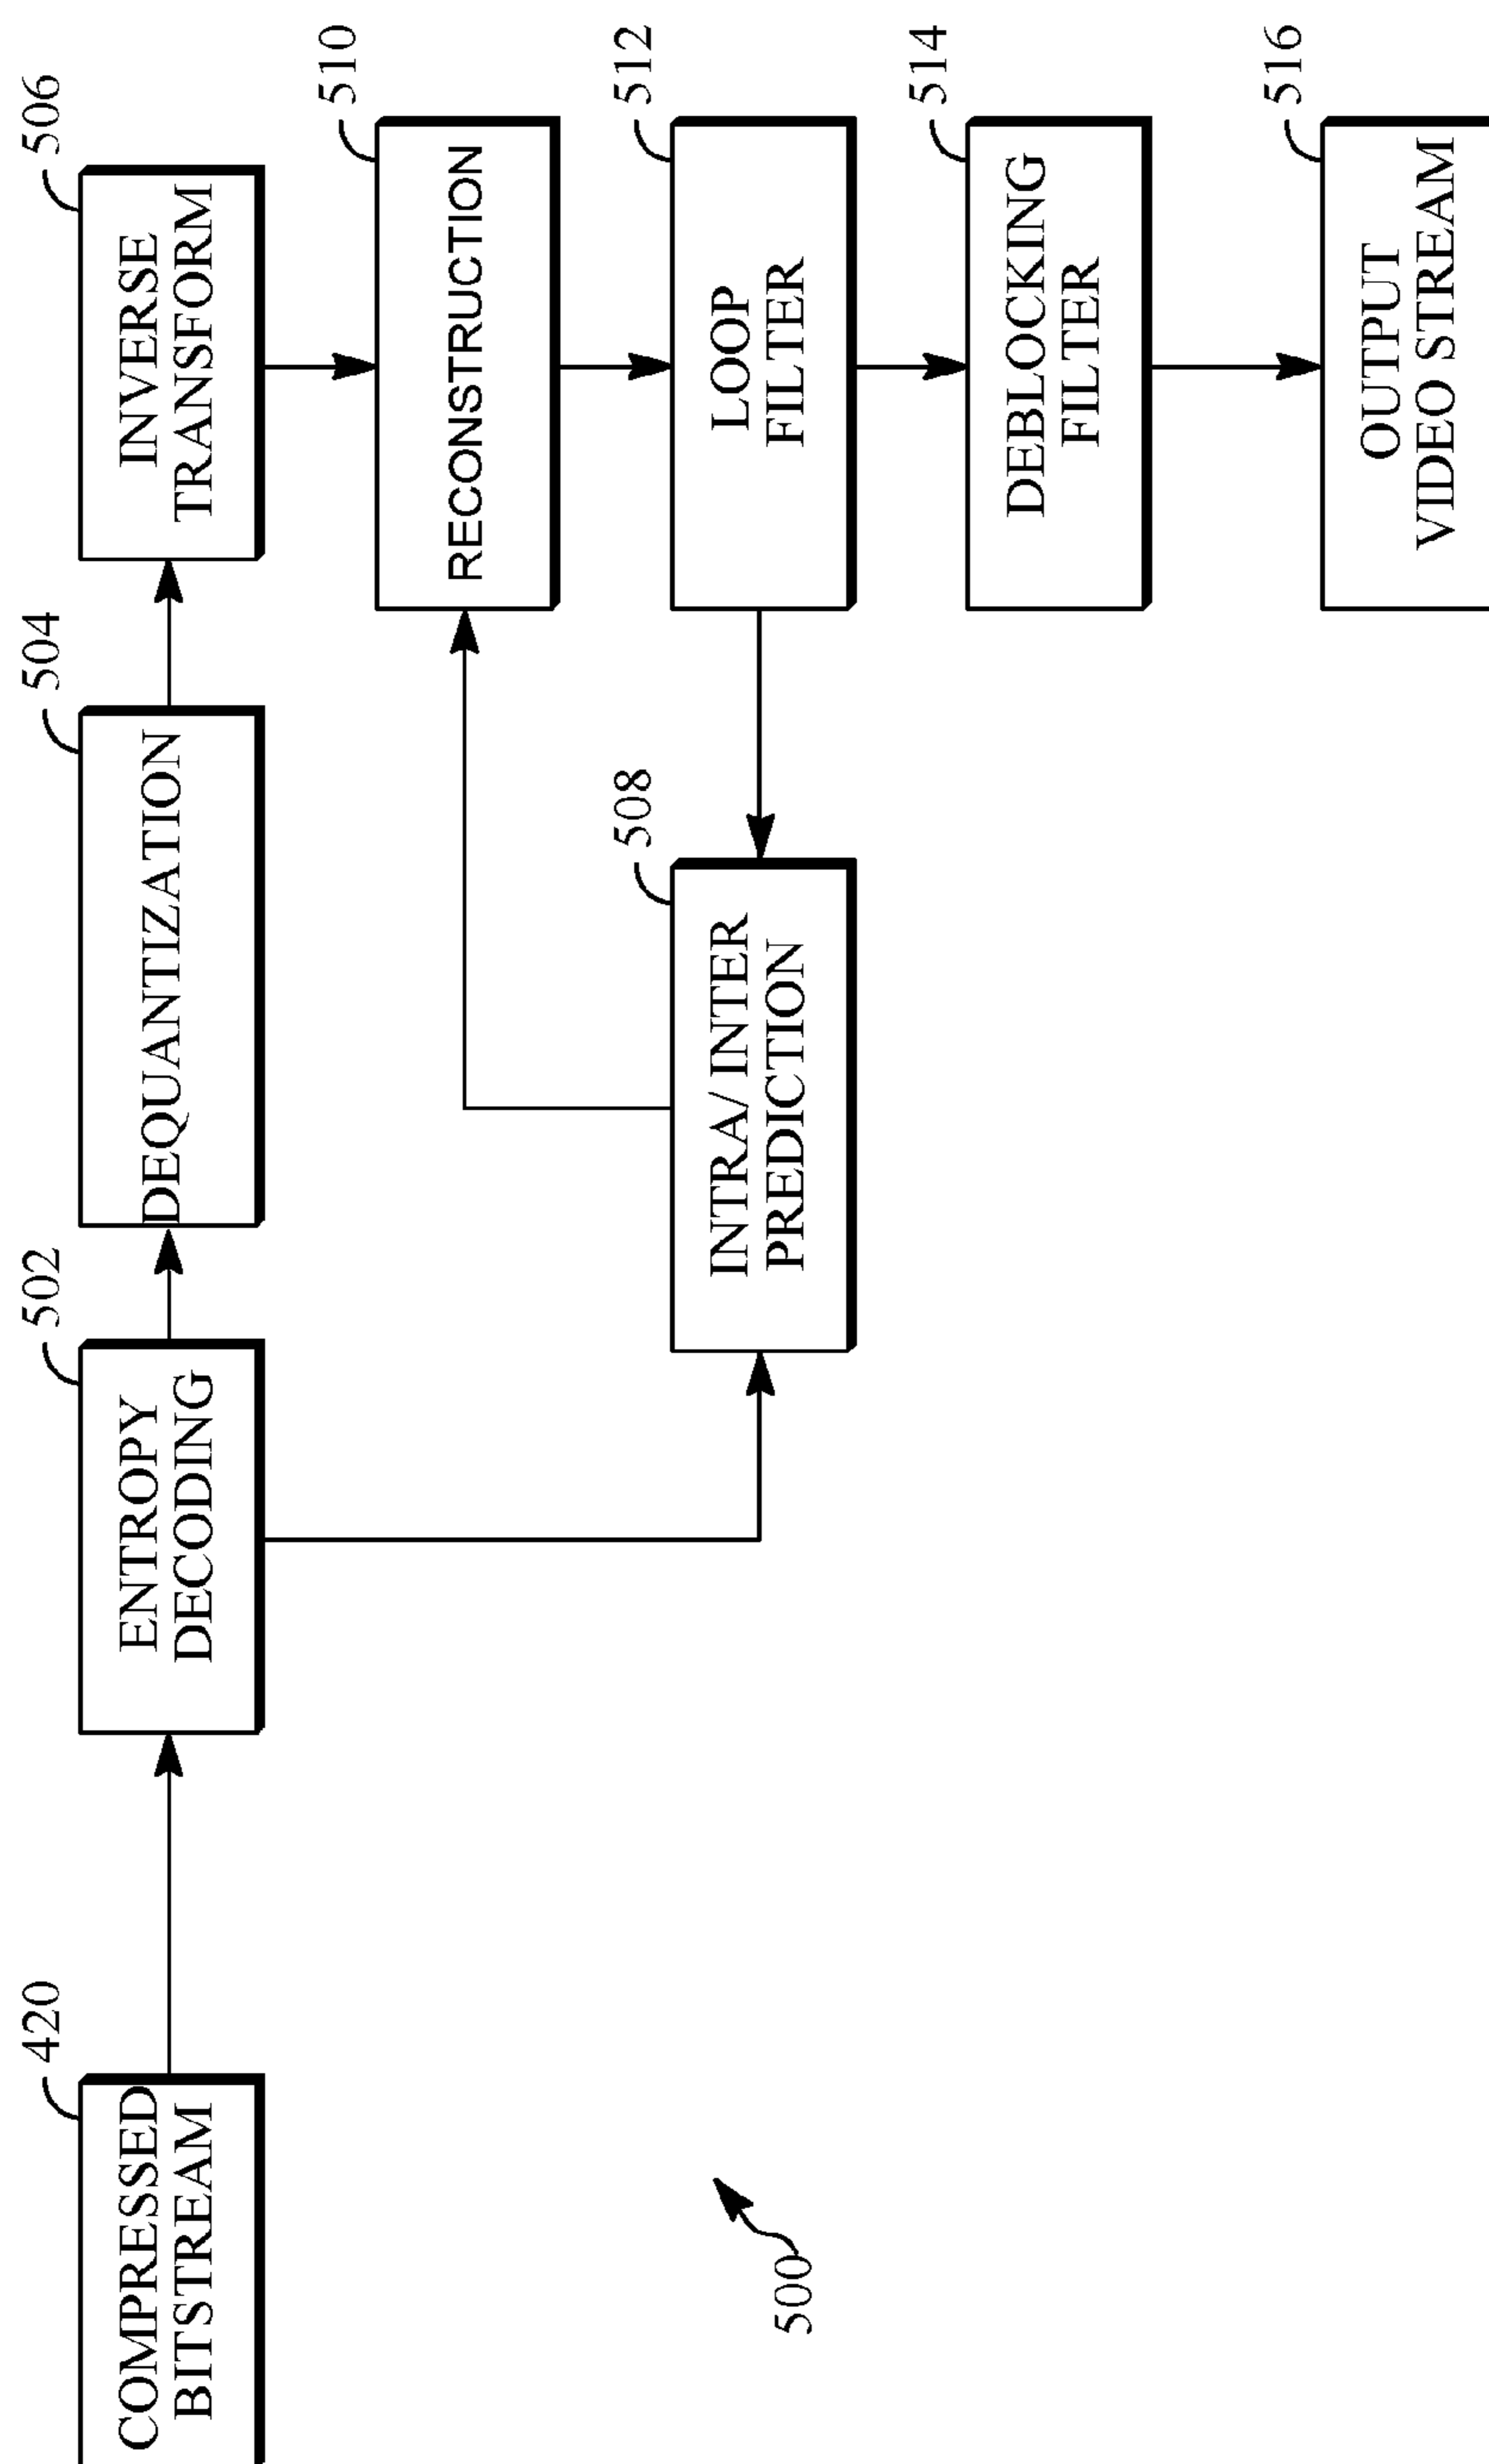 420
COMPRESSED
BITSTREAM
502
ENTROPY
DECODING
504
DEQUANTIZATION
506
INVERSE
TRANSFORM
510
RECONSTRUCTION
508
INTRA/ INTER
PREDICTION
512
LOOP
FILTER
514
DEBLOCKING
FILTER
516
OUTPUT
VIDEO STREAM
500